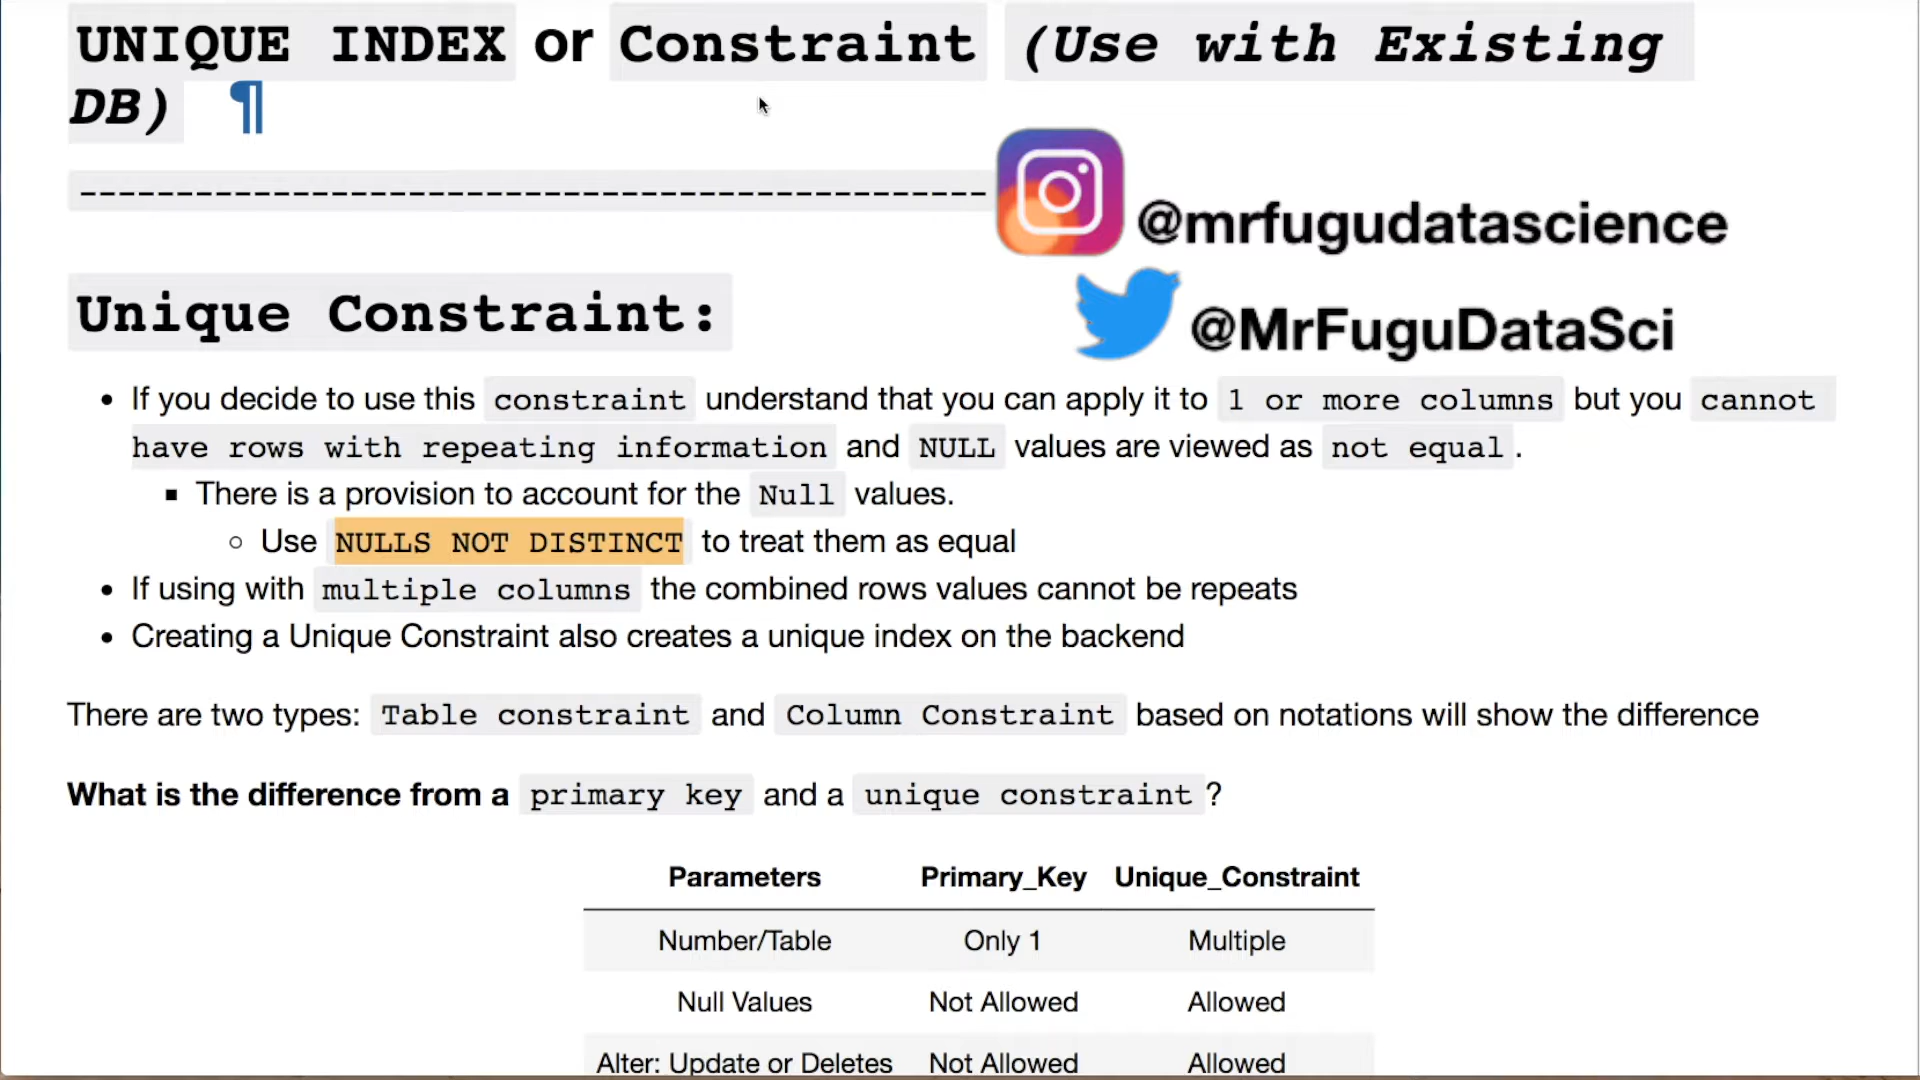 UNIQUE INDEX or Constraint (Use with Existing
DB) ¶
-----------------------------------------------
@mrfugudatascience
@MrFuguDataSci
Unique Constraint:
• If you decide to use this constraint understand that you can apply it to 1 or more columns but you cannot
have rows with repeating information and NULL values are viewed as not equal.
▪ There is a provision to account for the Null values.
○ Use NULLS NOT DISTINCT to treat them as equal
• If using with multiple columns the combined rows values cannot be repeats
• Creating a Unique Constraint also creates a unique index on the backend
There are two types: Table constraint and Column Constraint based on notations will show the difference
What is the difference from a primary key and a unique constraint?
Parameters Primary_Key Unique_Constraint
Number/Table Only 1 Multiple
Null Values Not Allowed Allowed
Alter: Update or Deletes Not Allowed Allowed